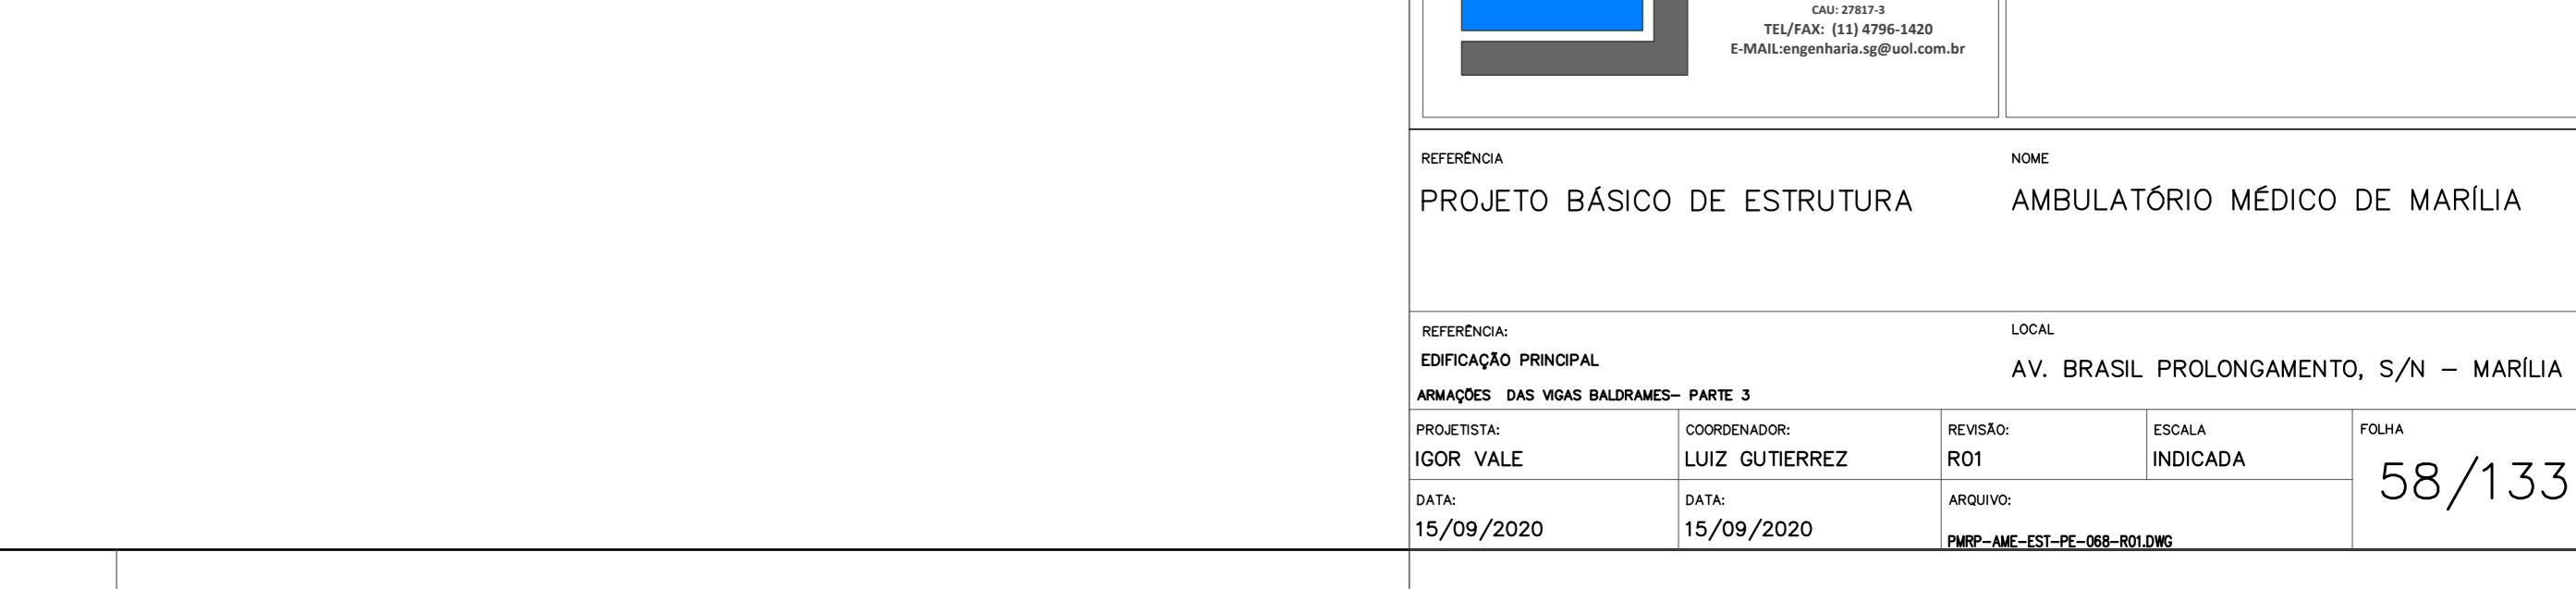 CAU: 27817-3
TEL/FAX: (11) 4796-1420
E-MAIL:engenharia.sg@uol.com.br
REFERÊNCIA
PROJETO BÁSICO DE ESTRUTURA
NOME
AMBULATÓRIO MÉDICO DE MARÍLIA
REFERÊNCIA:
EDIFICAÇÃO PRINCIPAL
ARMAÇÕES DAS VIGAS BALDRAMES- PARTE 3
LOCAL
AV. BRASIL PROLONGAMENTO, S/N - MARÍLIA
PROJETISTA:
IGOR VALE
COORDENADOR:
LUIZ GUTIERREZ
REVISÃO:
R01
ESCALA
INDICADA
FOLHA
58/133
DATA:
15/09/2020
DATA:
15/09/2020
ARQUIVO:
PMRP-AME-EST-PE-068-R01.DWG